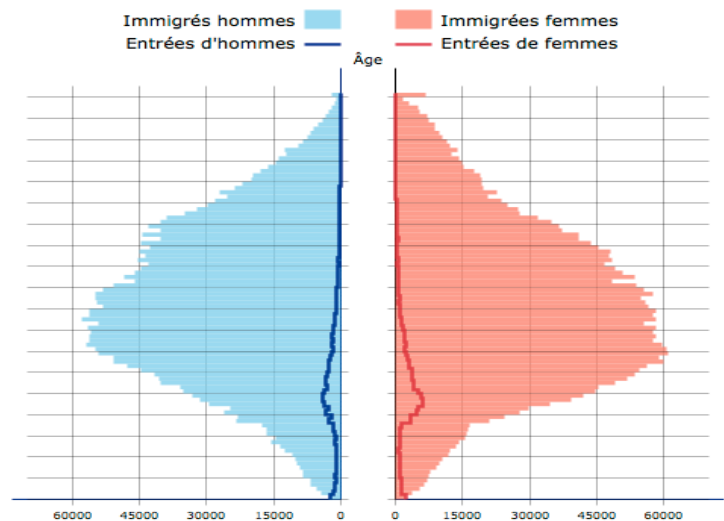 Immigrés hommes
Immigrées femmes
Entrées d'hommes
Entrées de femmes
Âge
60000 45000 30000 15000 0 0 15000 30000 45000 60000